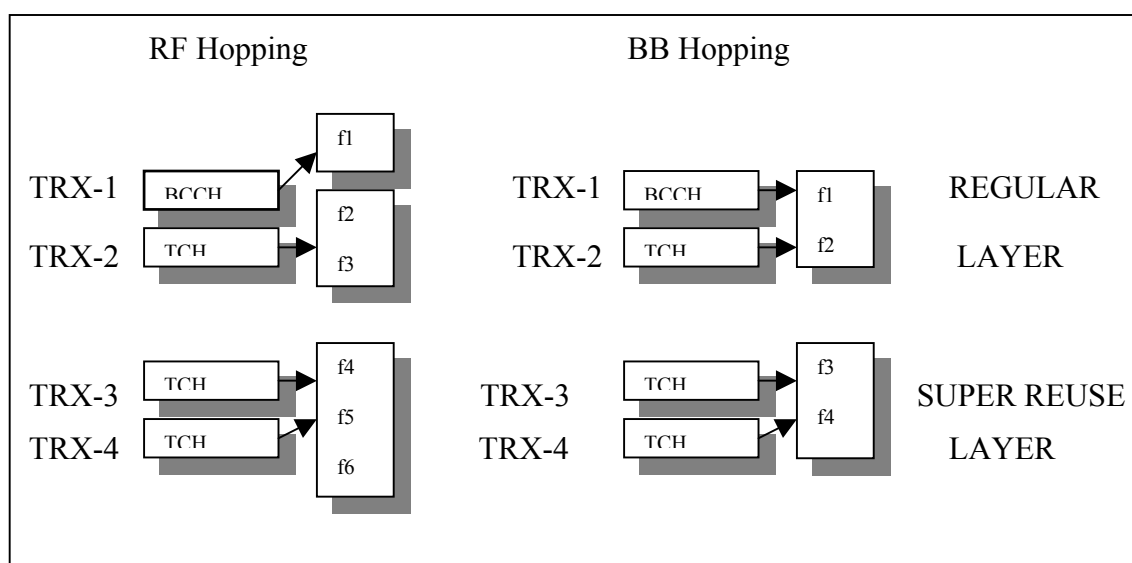 RF Hopping
BB Hopping
f1
TRX-1
BCCH
f2
TRX-2
TCH
f3
TRX-3
TCH
f4
f5
TRX-4
TCH
f6
TRX-1
BCCH
f1
REGULAR
TRX-2
TCH
f2
LAYER
TRX-3
TCH
f3
SUPER REUSE
TRX-4
TCH
f4
LAYER